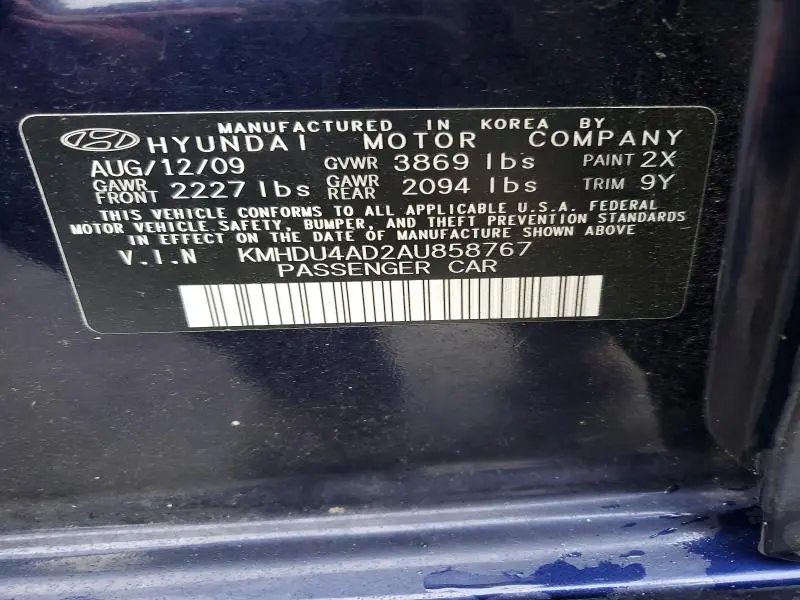 MANUFACTURED IN KOREA BY
HYUNDAI MOTOR COMPANY
AUG/12/09 GVWR 3869 lbs PAINT 2X
GAWR FRONT 2227 lbs GAWR REAR 2094 lbs TRIM 9Y
THIS VEHICLE CONFORMS TO ALL APPLICABLE U.S.A. FEDERAL
MOTOR VEHICLE SAFETY, BUMPER, AND THEFT PREVENTION STANDARDS
IN EFFECT ON THE DATE OF MANUFACTURE SHOWN ABOVE
V.I.N KMHDU4AD2AU858767
PASSENGER CAR